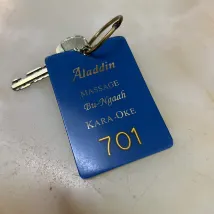 Aladdin
MASSAGE
Bu-Ngaah
KARA-OKE
701